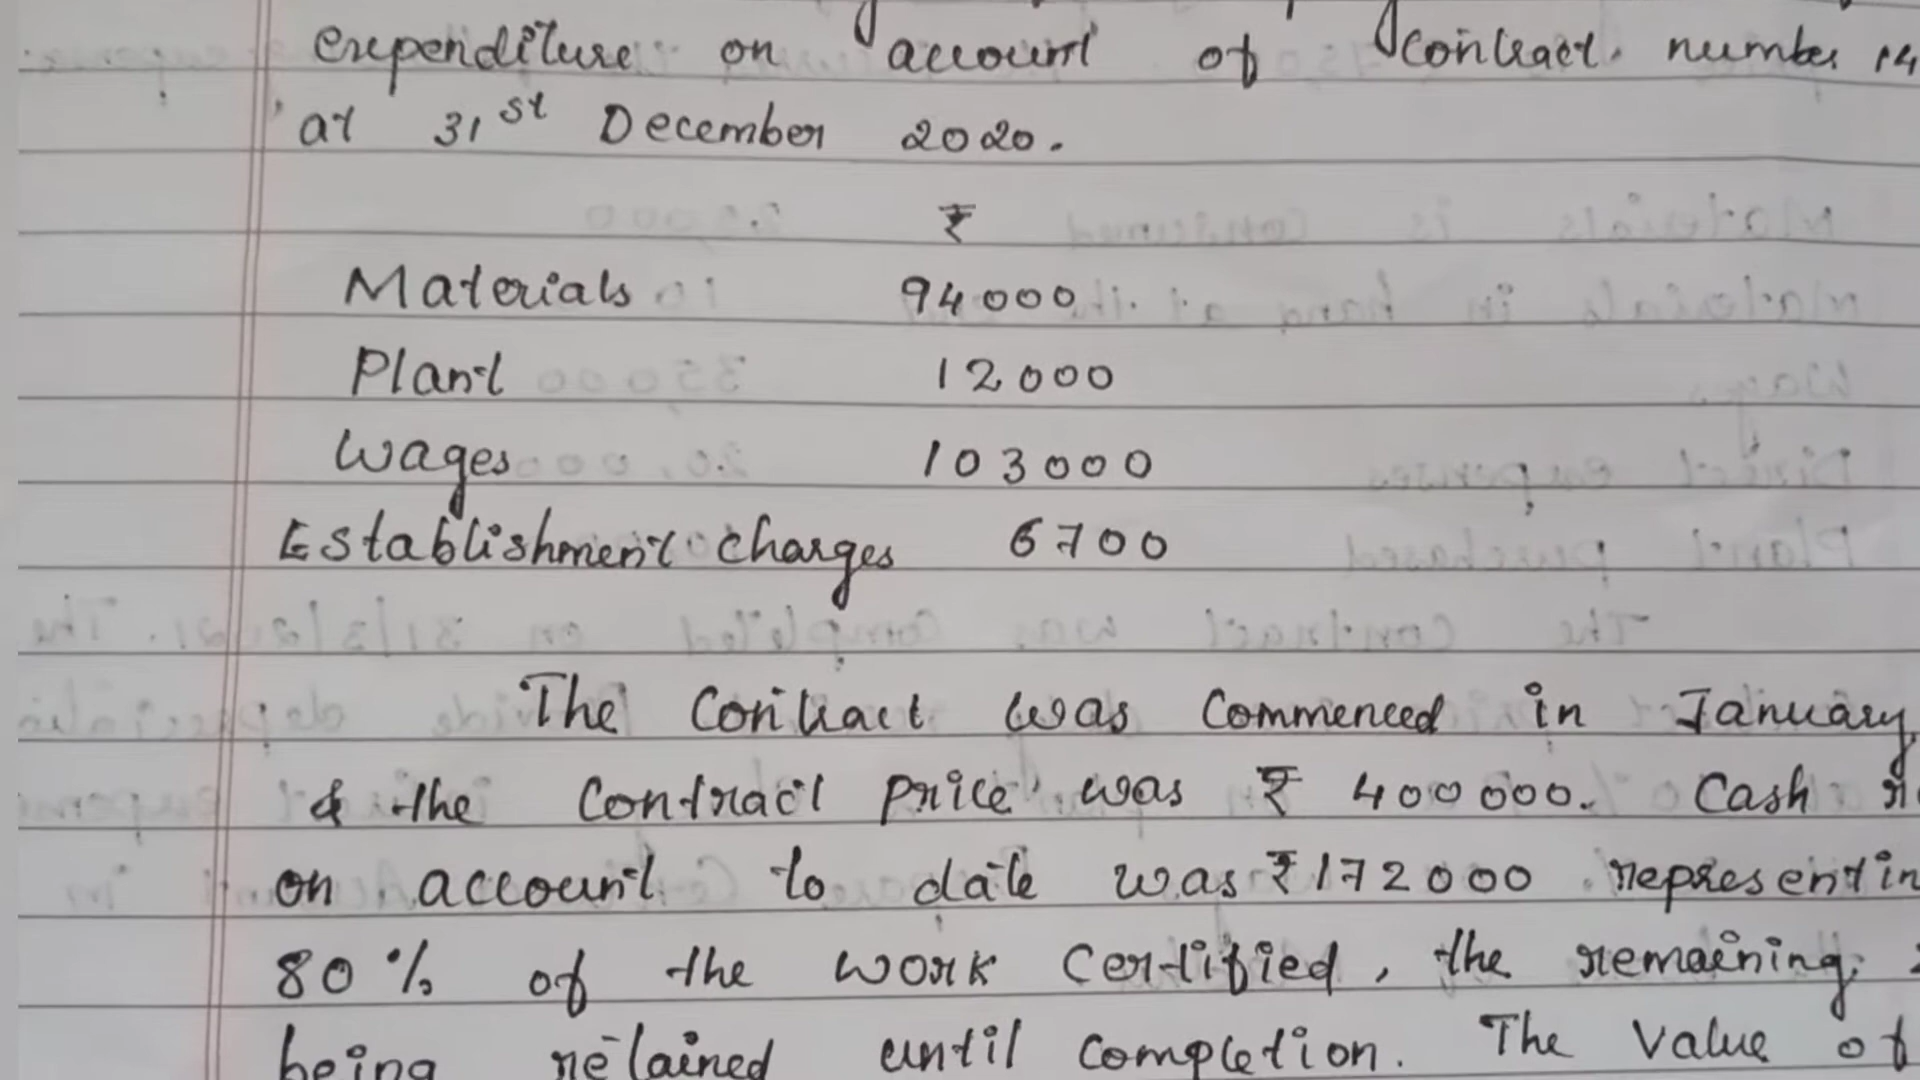 expenditure on account of contract number 14
at 31st December 2020.
₹
Materials 94000
Plant 12000
Wages 103000
Establishment charges 6700
The Contract was Commenced in January
& the Contract Price was ₹ 400000. Cash
on account to date was ₹172000 representin
80% of the work Certified, the remaining
being retained until completion. The Value of